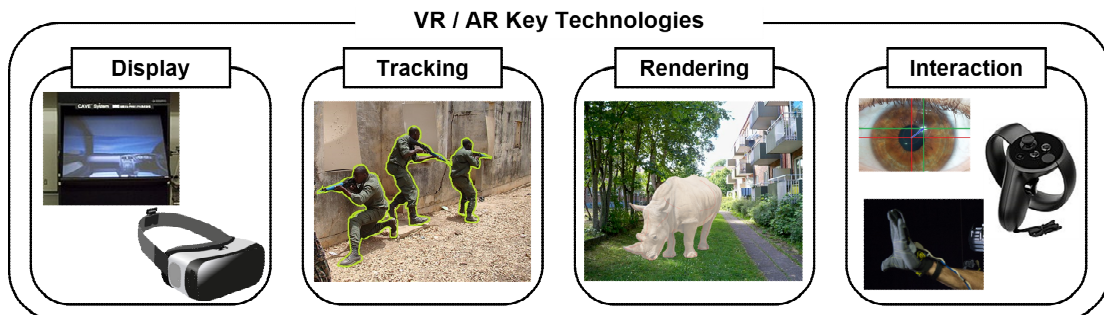 VR / AR Key Technologies
Display
Tracking
Rendering
Interaction
CAVE System